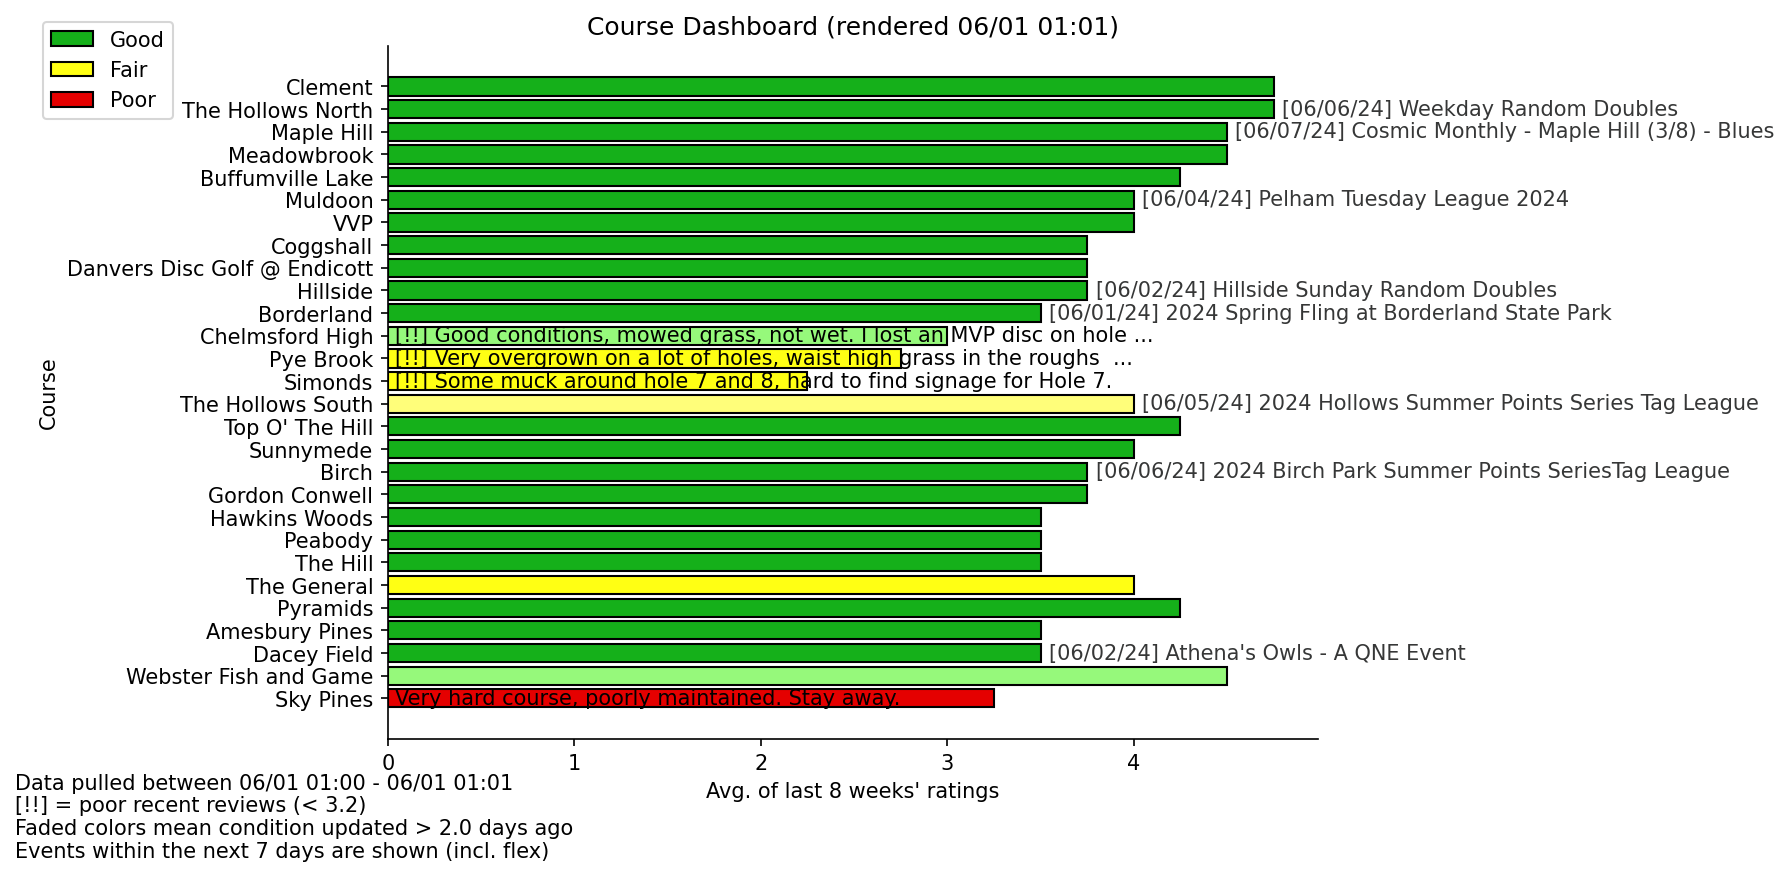 Course Dashboard (rendered 06/01 01:01)
Good
Fair
Poor
Clement
The Hollows North [06/06/24] Weekday Random Doubles
Maple Hill [06/07/24] Cosmic Monthly - Maple Hill (3/8) - Blues
Meadowbrook
Buffumville Lake
Muldoon [06/04/24] Pelham Tuesday League 2024
VVP
Coggshall
Danvers Disc Golf @ Endicott
Hillside [06/02/24] Hillside Sunday Random Doubles
Borderland [06/01/24] 2024 Spring Fling at Borderland State Park
Chelmsford High [!!] Good conditions, mowed grass, not wet. I lost an MVP disc on hole ...
Pye Brook [!!] Very overgrown on a lot of holes, waist high grass in the roughs ...
Simonds [!!] Some muck around hole 7 and 8, hard to find signage for Hole 7.
The Hollows South [06/05/24] 2024 Hollows Summer Points Series Tag League
Top O' The Hill
Sunnymede
Birch [06/06/24] 2024 Birch Park Summer Points SeriesTag League
Gordon Conwell
Hawkins Woods
Peabody
The Hill
The General
Pyramids
Amesbury Pines
Dacey Field [06/02/24] Athena's Owls - A QNE Event
Webster Fish and Game
Sky Pines Very hard course, poorly maintained. Stay away.
Course
0 1 2 3 4
Avg. of last 8 weeks' ratings
Data pulled between 06/01 01:00 - 06/01 01:01
[!!] = poor recent reviews (< 3.2)
Faded colors mean condition updated > 2.0 days ago
Events within the next 7 days are shown (incl. flex)